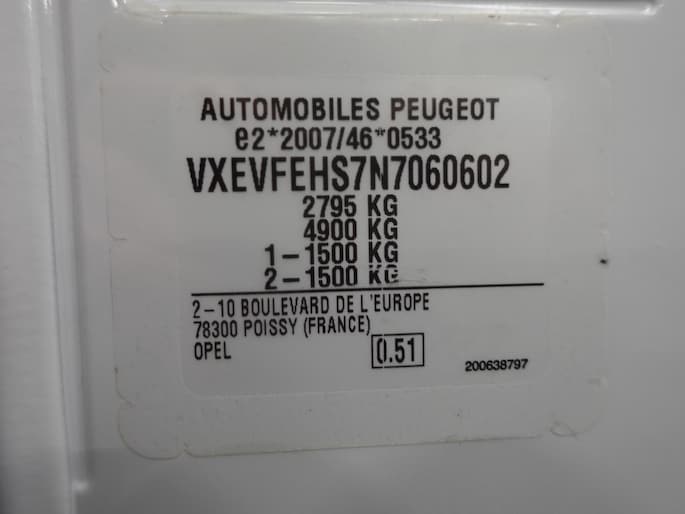 AUTOMOBILES PEUGEOT
e2*2007/46*0533
VXEVFEHS7N7060602
2795 KG
4900 KG
1-1500 KG
2-1500 KG
2-10 BOULEVARD DE L'EUROPE
78300 POISSY (FRANCE)
OPEL 0.51 200638797